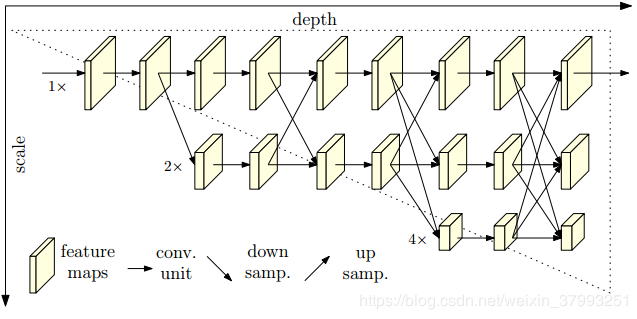 depth
scale
1×
2×
4×
feature
maps
conv.
unit
down
samp.
up
samp.
https://blog.csdn.net/weixin_37993251